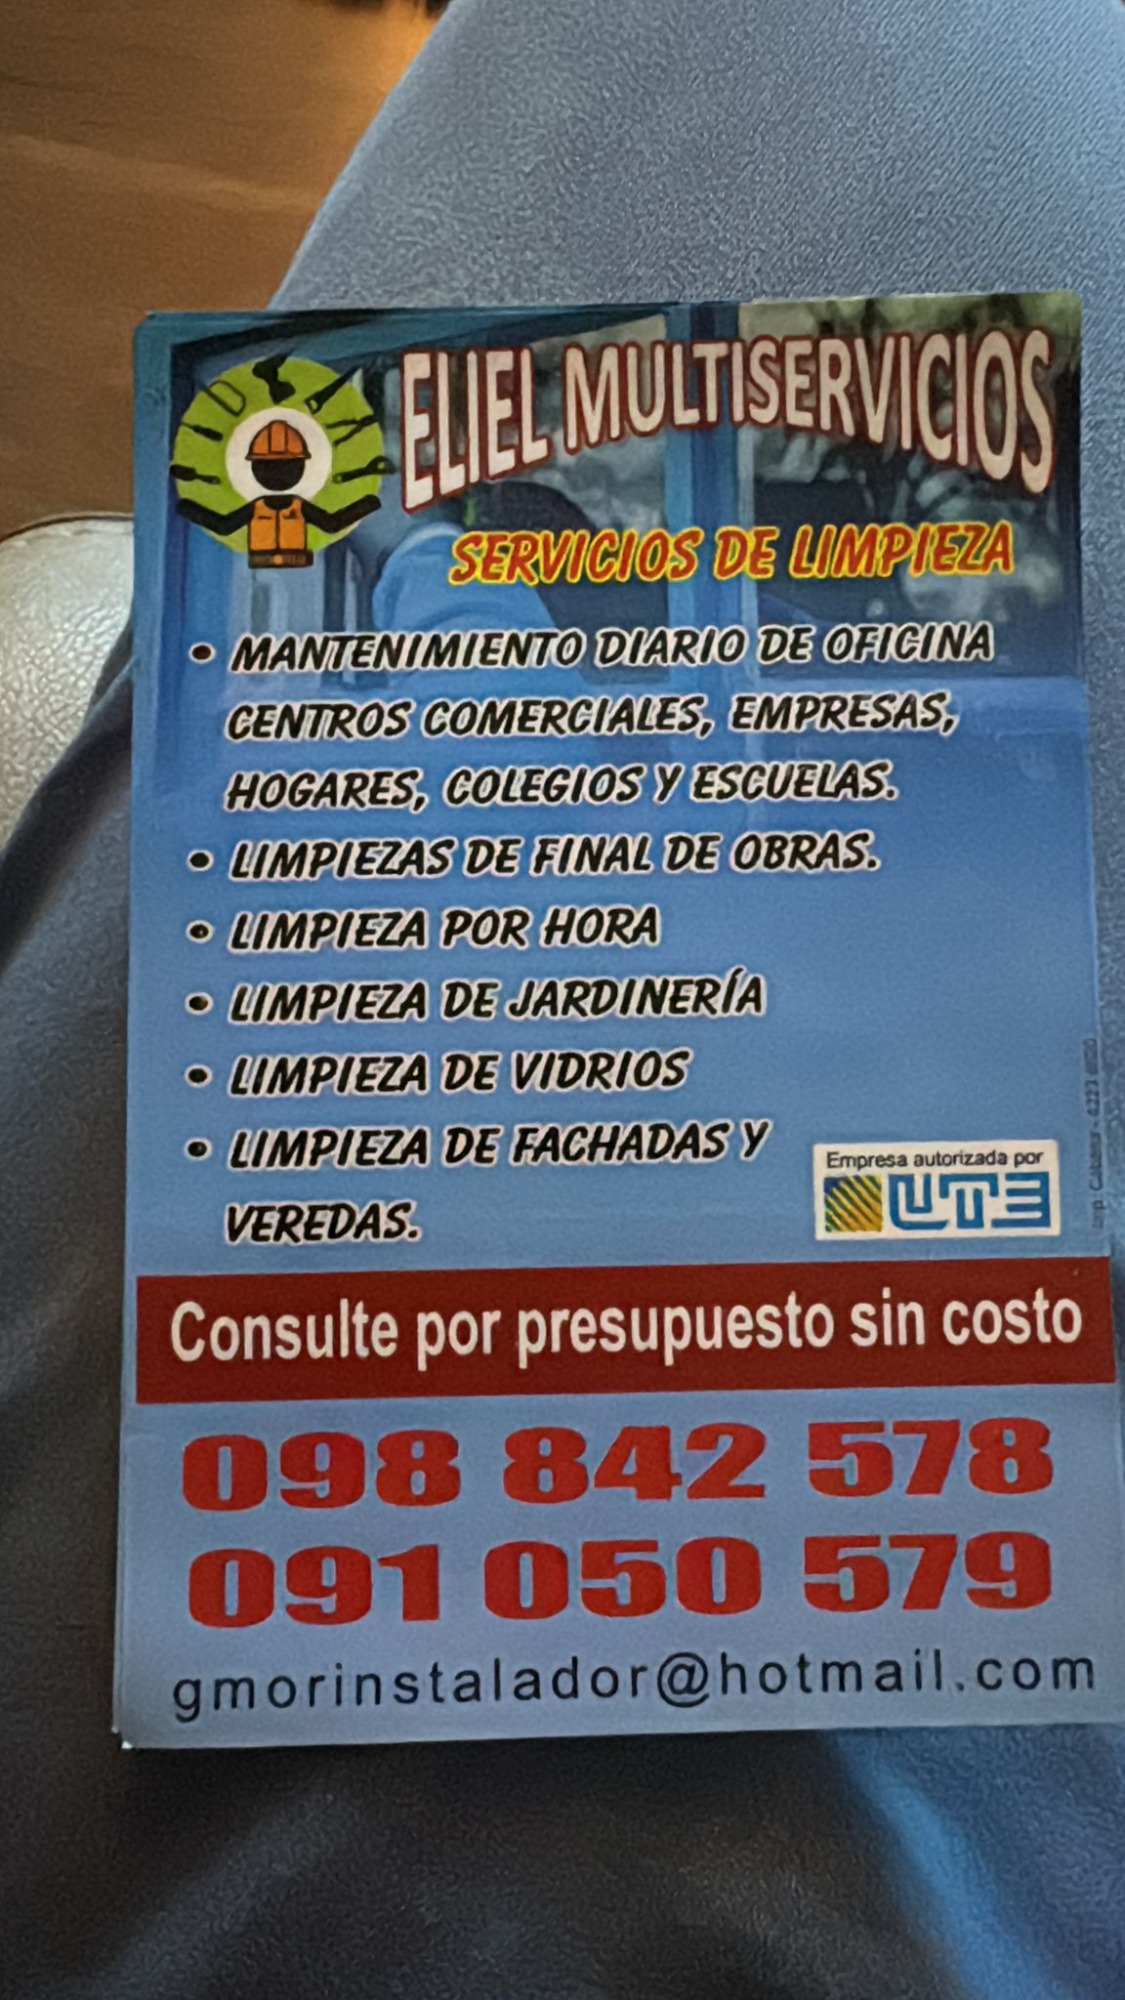 ELIEL MULTISERVICIOS
SERVICIOS DE LIMPIEZA
• MANTENIMIENTO DIARIO DE OFICINA
CENTROS COMERCIALES, EMPRESAS,
HOGARES, COLEGIOS Y ESCUELAS.
• LIMPIEZAS DE FINAL DE OBRAS.
• LIMPIEZA POR HORA
• LIMPIEZA DE JARDINERÍA
• LIMPIEZA DE VIDRIOS
• LIMPIEZA DE FACHADAS Y
VEREDAS.
Empresa autorizada por
UTE
Consulte por presupuesto sin costo
098 842 578
091 050 579
gmorinstalador@hotmail.com